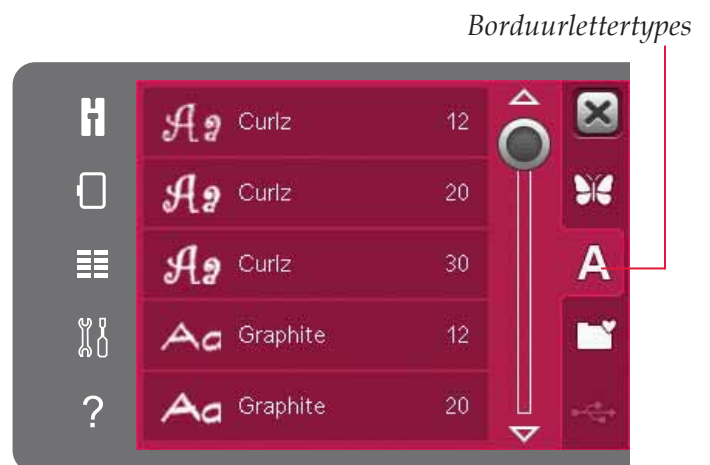 Borduurlettertypes
Aa Curlz 12
Aa Curlz 20
A
Aa Curlz 30
Aa Graphite 12
? Aa Graphite 20